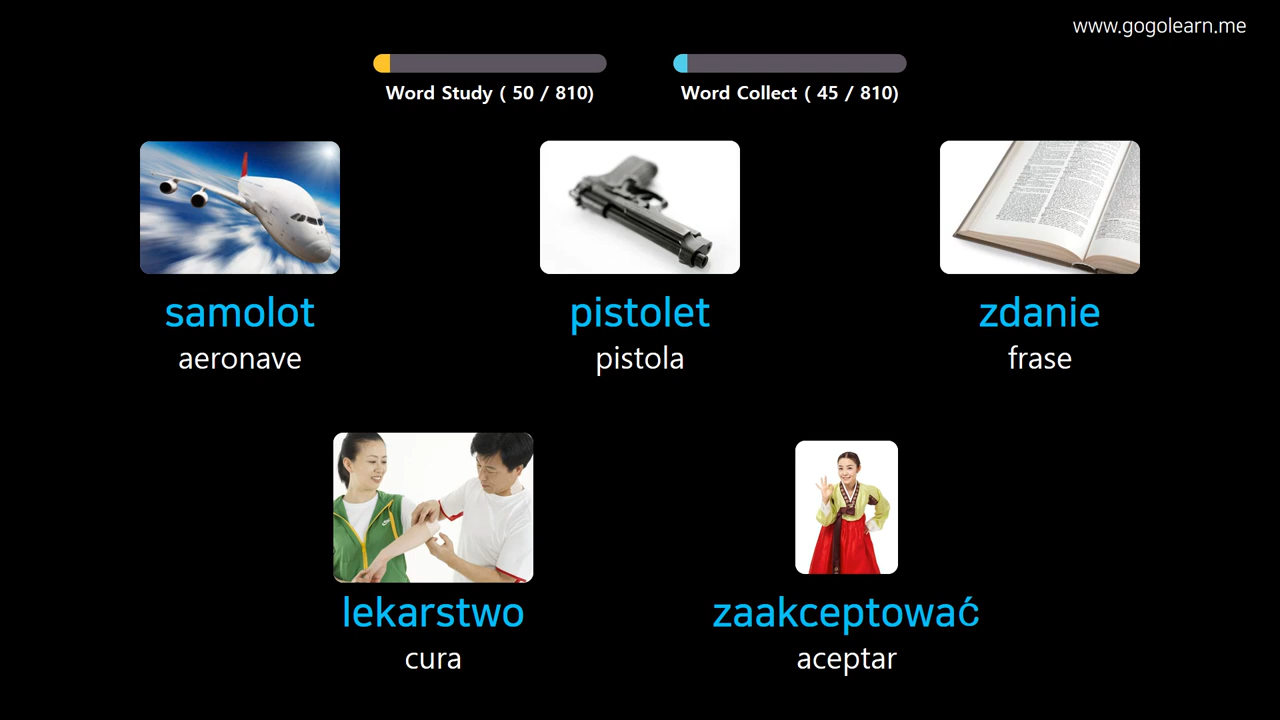 www.gogolearn.me
Word Study ( 50 / 810)
Word Collect ( 45 / 810)
samolot
aeronave
pistolet
pistola
zdanie
frase
lekarstwo
cura
zaakceptować
aceptar